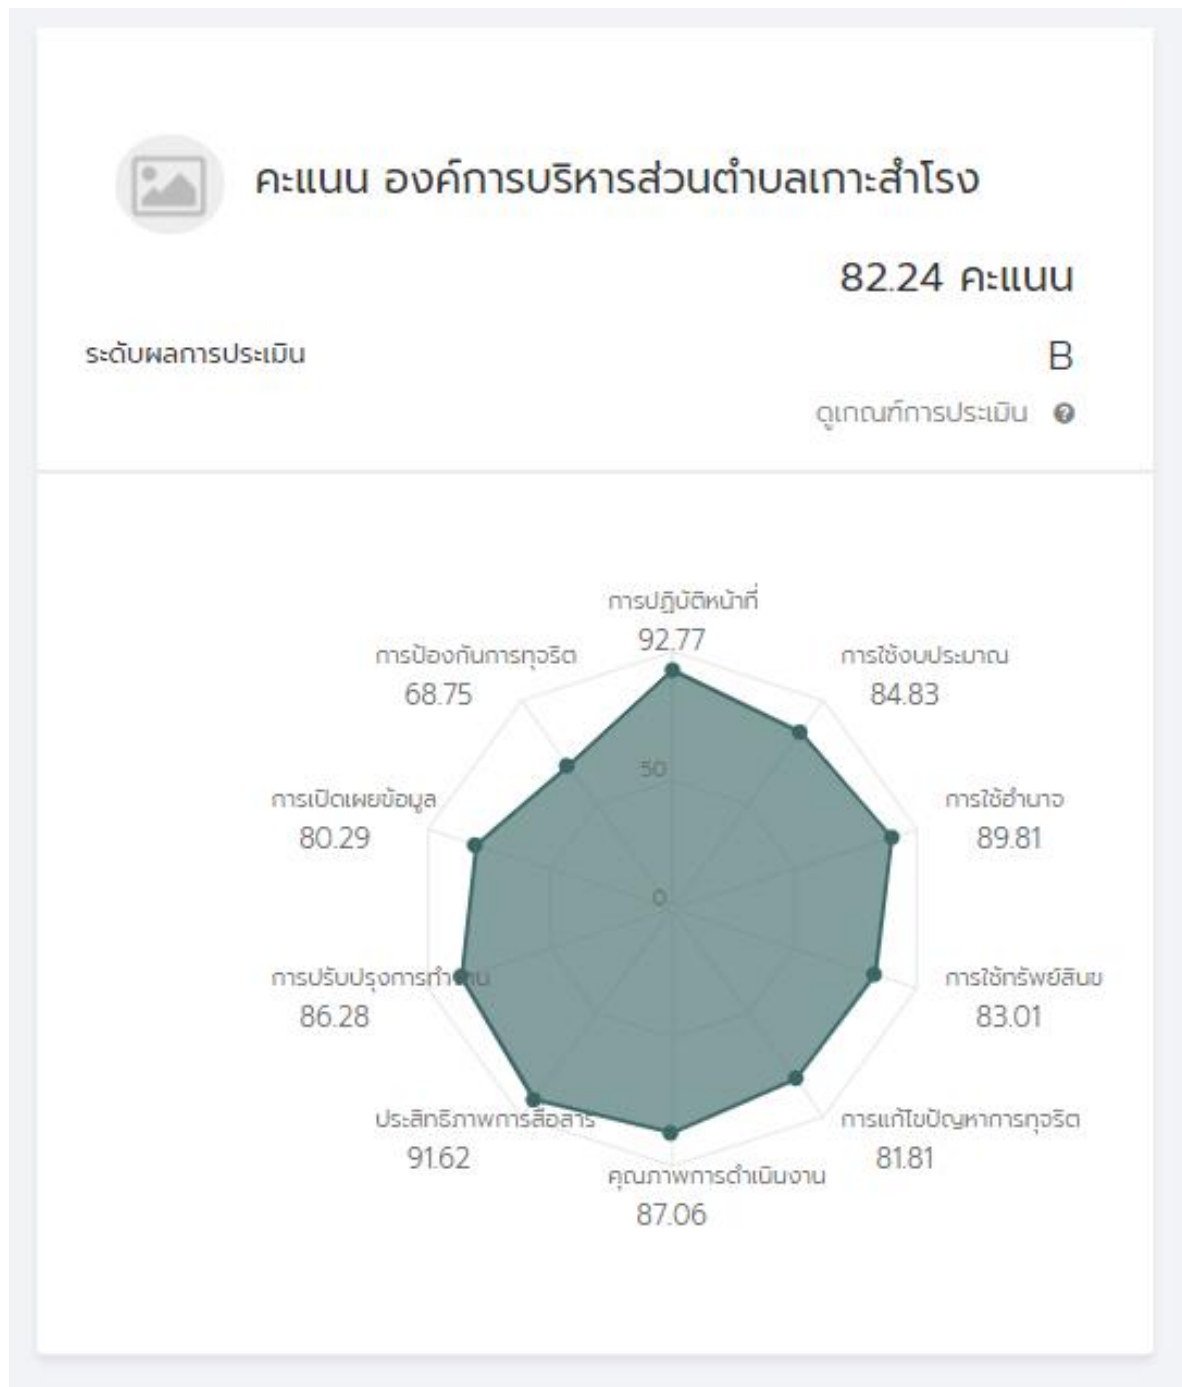 คะแนน องค์การบริหารส่วนตำบลเกาะสำโรง
82.24 คะแนน
ระดับผลการประเมิน
B
ดูเกณฑ์การประเมิน ?
การปฏิบัติหน้าที่
92.77
การใช้งบประมาณ
84.83
การใช้อำนาจ
89.81
การใช้ทรัพย์สินข
83.01
การแก้ไขปัญหาการทุจริต
81.81
คุณภาพการดำเนินงาน
87.06
ประสิทธิภาพการสื่อสาร
91.62
การปรับปรุงการทำงาน
86.28
การเปิดเผยข้อมูล
80.29
การป้องกันการทุจริต
68.75
50
0